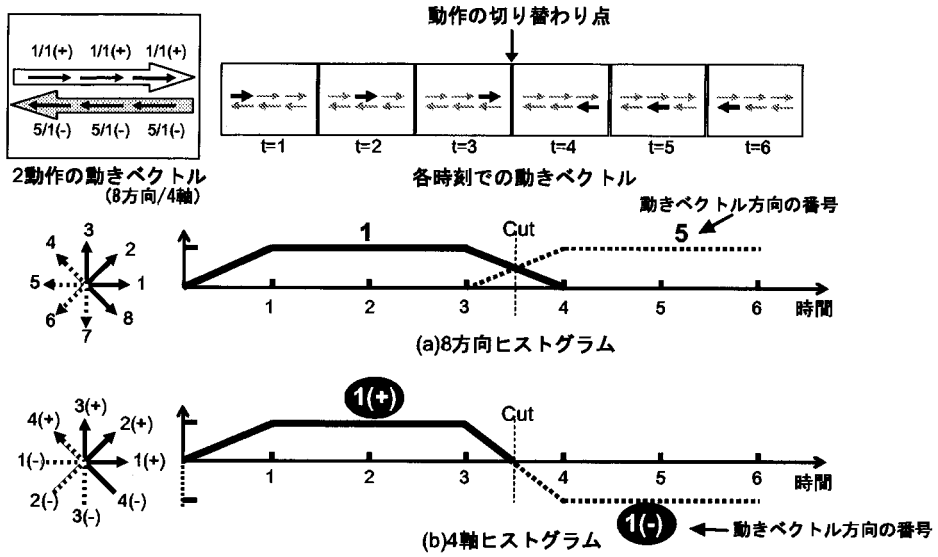 動作の切り替わり点
1/1(+) 1/1(+) 1/1(+)
5/1(-) 5/1(-) 5/1(-)
t=1 t=2 t=3 t=4 t=5 t=6
2動作の動きベクトル
(8方向/4軸)
各時刻での動きベクトル
動きベクトル方向の番号
3
4 2
5 1
6 8
7
1 Cut 5
1 2 3 4 5 6 時間
(a)8方向ヒストグラム
3(+)
4(+) 2(+)
1(-) 1(+)
2(-) 4(-)
3(-)
1(+) Cut
1 2 3 4 5 6 時間
1(-) 動きベクトル方向の番号
(b)4軸ヒストグラム